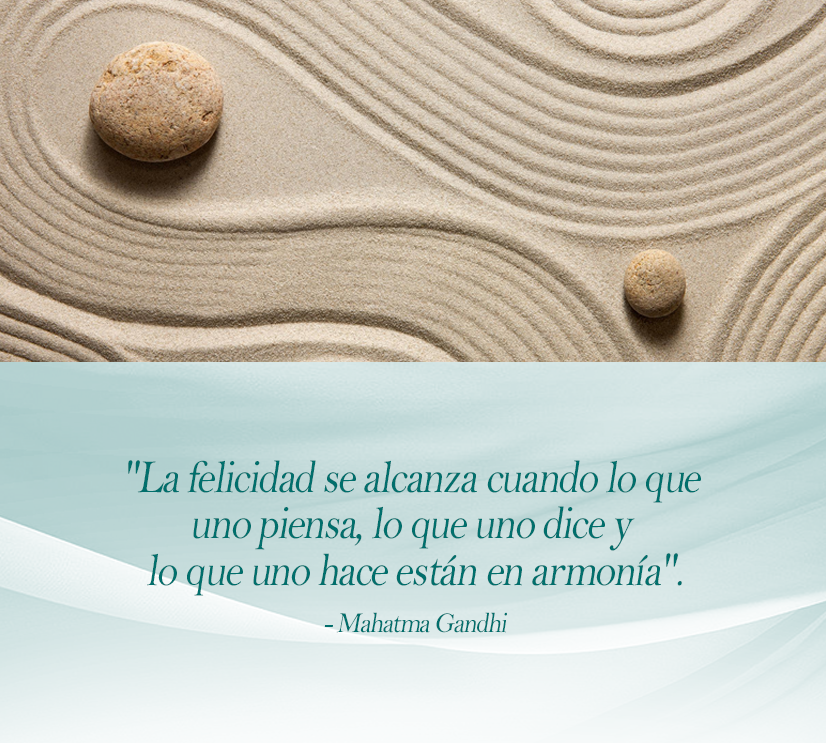 "La felicidad se alcanza cuando lo que
uno piensa, lo que uno dice y
lo que uno hace están en armonía".
- Mahatma Gandhi